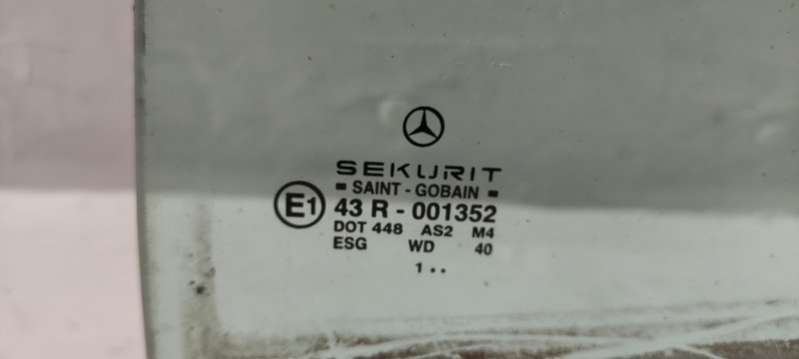 SEKURIT
SAINT - GOBAIN
E1 43 R - 001352
DOT 448 AS2 M4
ESG WD 40
1 ••